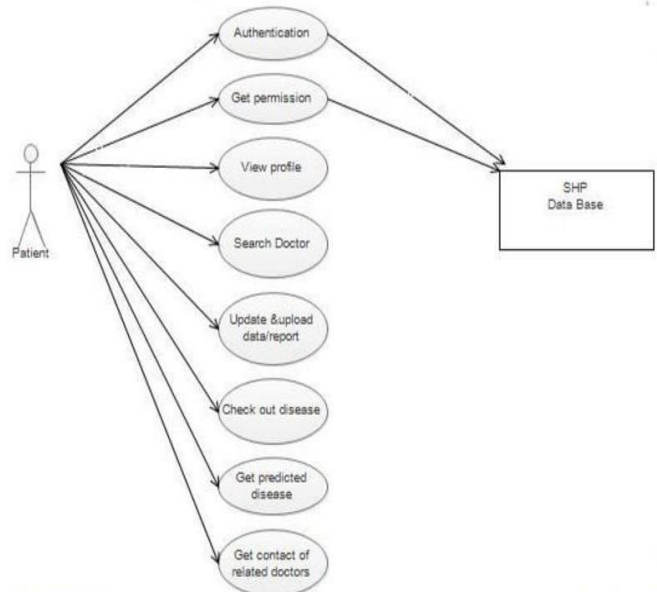 Authentication
Get permission
View profile
SHP
Data Base
Search Doctor
Patient
Update &upload
data/report
Check out disease
Get predicted
disease
Get contact of
related doctors